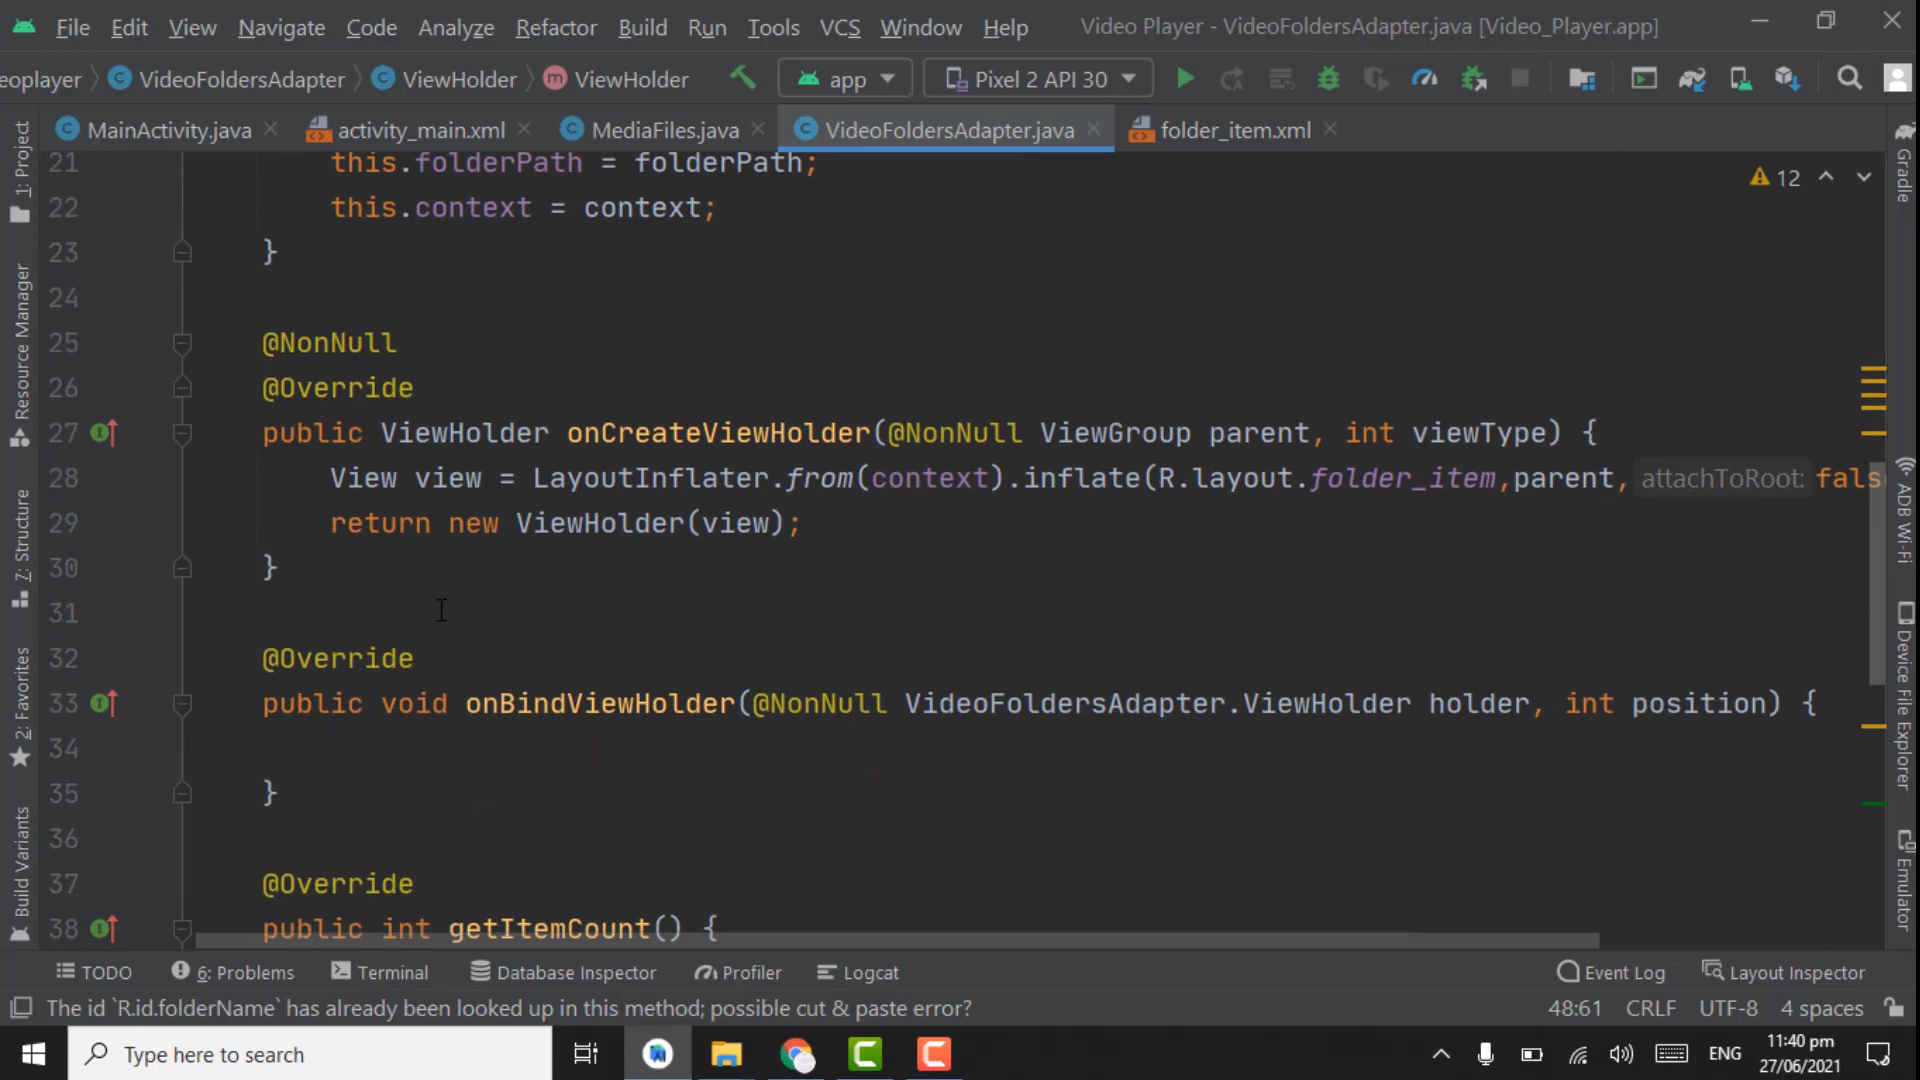 File Edit View Navigate Code Analyze Refactor Build Run Tools VCS Window Help Video Player - VideoFoldersAdapter.java [Video_Player.app]
eoplayer VideoFoldersAdapter ViewHolder ViewHolder app Pixel 2 API 30
MainActivity.java activity_main.xml MediaFiles.java VideoFoldersAdapter.java folder_item.xml
1: Project
Resource Manager
7: Structure
2: Favorites
Build Variants
21 this.folderPath = folderPath;
12
22 this.context = context;
23 }
24
25 @NonNull
26 @Override
27 public ViewHolder onCreateViewHolder(@NonNull ViewGroup parent, int viewType) {
28 View view = LayoutInflater.from(context).inflate(R.layout.folder_item,parent, attachToRoot: fals
29 return new ViewHolder(view);
30 }
31
32 @Override
33 public void onBindViewHolder(@NonNull VideoFoldersAdapter.ViewHolder holder, int position) {
34
35 }
36
37 @Override
38 public int getItemCount() {
Gradle
ADB Wi-Fi
Device File Explorer
Emulator
TODO 6: Problems Terminal Database Inspector Profiler Logcat Event Log Layout Inspector
The id `R.id.folderName` has already been looked up in this method; possible cut & paste error? 48:61 CRLF UTF-8 4 spaces
Type here to search
ENG
11:40 pm
27/06/2021